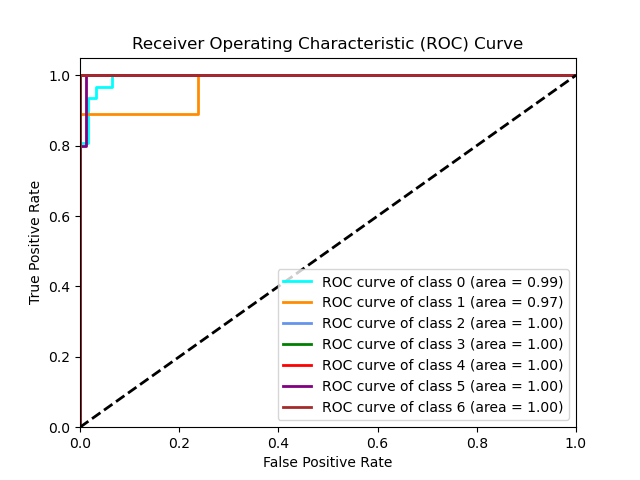 Receiver Operating Characteristic (ROC) Curve
True Positive Rate
1.0
0.8
0.6
0.4
0.2
0.0
ROC curve of class 0 (area = 0.99)
ROC curve of class 1 (area = 0.97)
ROC curve of class 2 (area = 1.00)
ROC curve of class 3 (area = 1.00)
ROC curve of class 4 (area = 1.00)
ROC curve of class 5 (area = 1.00)
ROC curve of class 6 (area = 1.00)
0.0 0.2 0.4 0.6 0.8 1.0
False Positive Rate